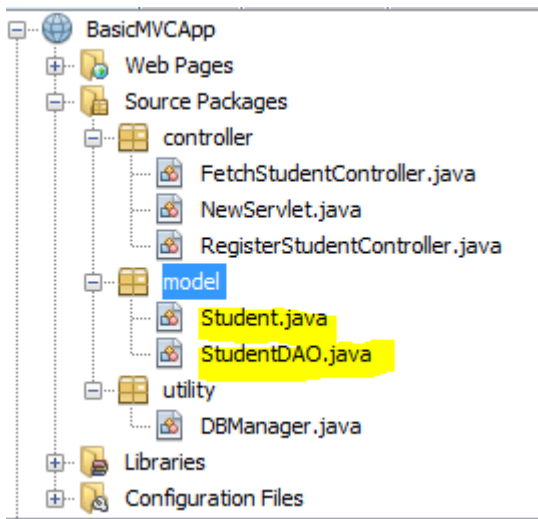 BasicMVCApp
Web Pages
Source Packages
controller
FetchStudentController.java
NewServlet.java
RegisterStudentController.java
model
Student.java
StudentDAO.java
utility
DBManager.java
Libraries
Configuration Files